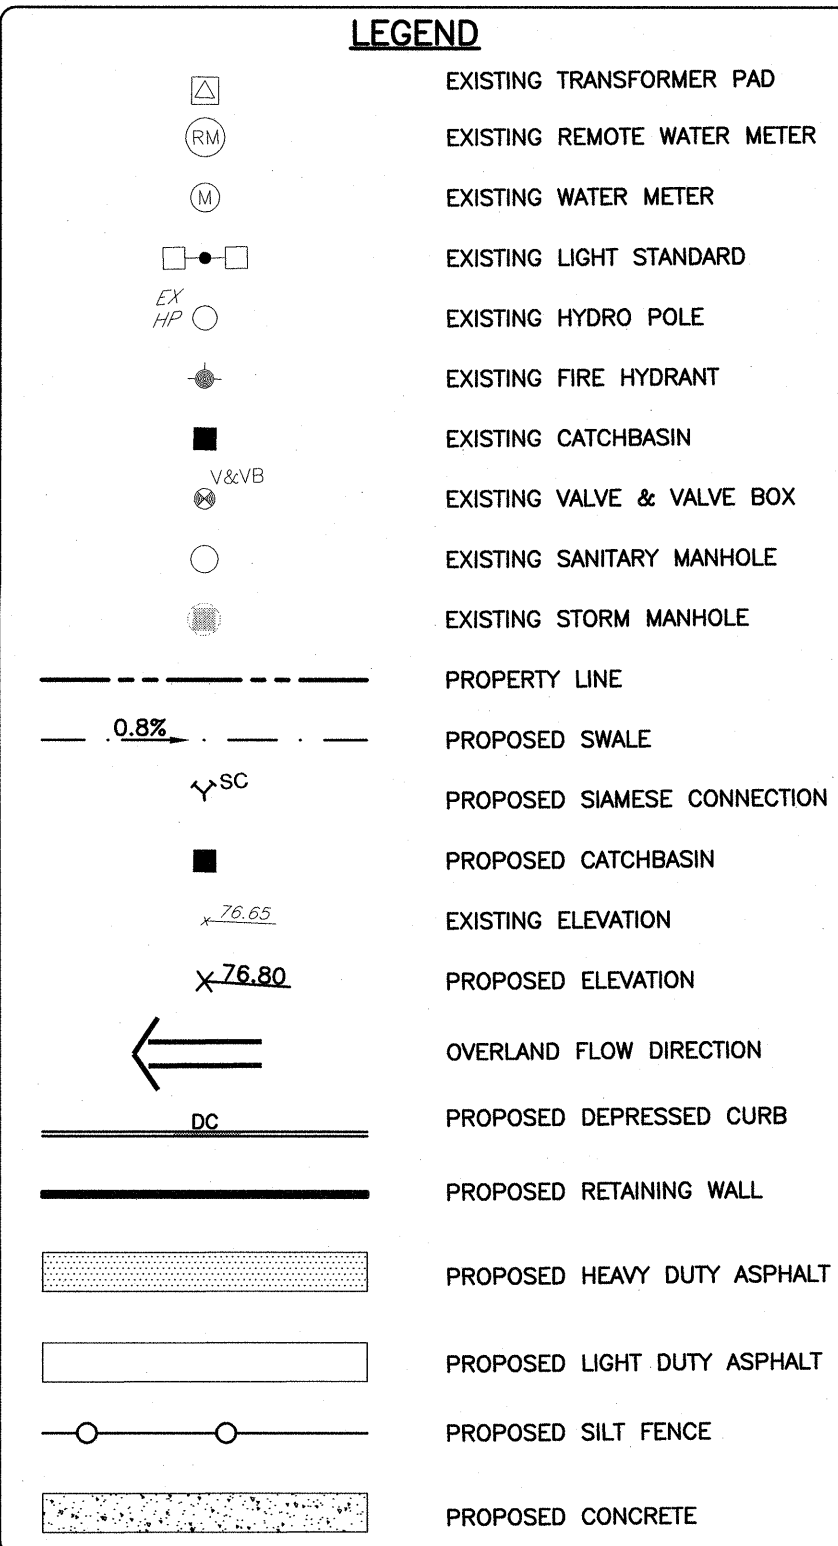 LEGEND
EXISTING TRANSFORMER PAD
RM EXISTING REMOTE WATER METER
M EXISTING WATER METER
EXISTING LIGHT STANDARD
EX
HP EXISTING HYDRO POLE
EXISTING FIRE HYDRANT
EXISTING CATCHBASIN
V&VB EXISTING VALVE & VALVE BOX
EXISTING SANITARY MANHOLE
EXISTING STORM MANHOLE
PROPERTY LINE
0.8% PROPOSED SWALE
SC PROPOSED SIAMESE CONNECTION
PROPOSED CATCHBASIN
76.65 EXISTING ELEVATION
76.80 PROPOSED ELEVATION
OVERLAND FLOW DIRECTION
DC PROPOSED DEPRESSED CURB
PROPOSED RETAINING WALL
PROPOSED HEAVY DUTY ASPHALT
PROPOSED LIGHT DUTY ASPHALT
PROPOSED SILT FENCE
PROPOSED CONCRETE